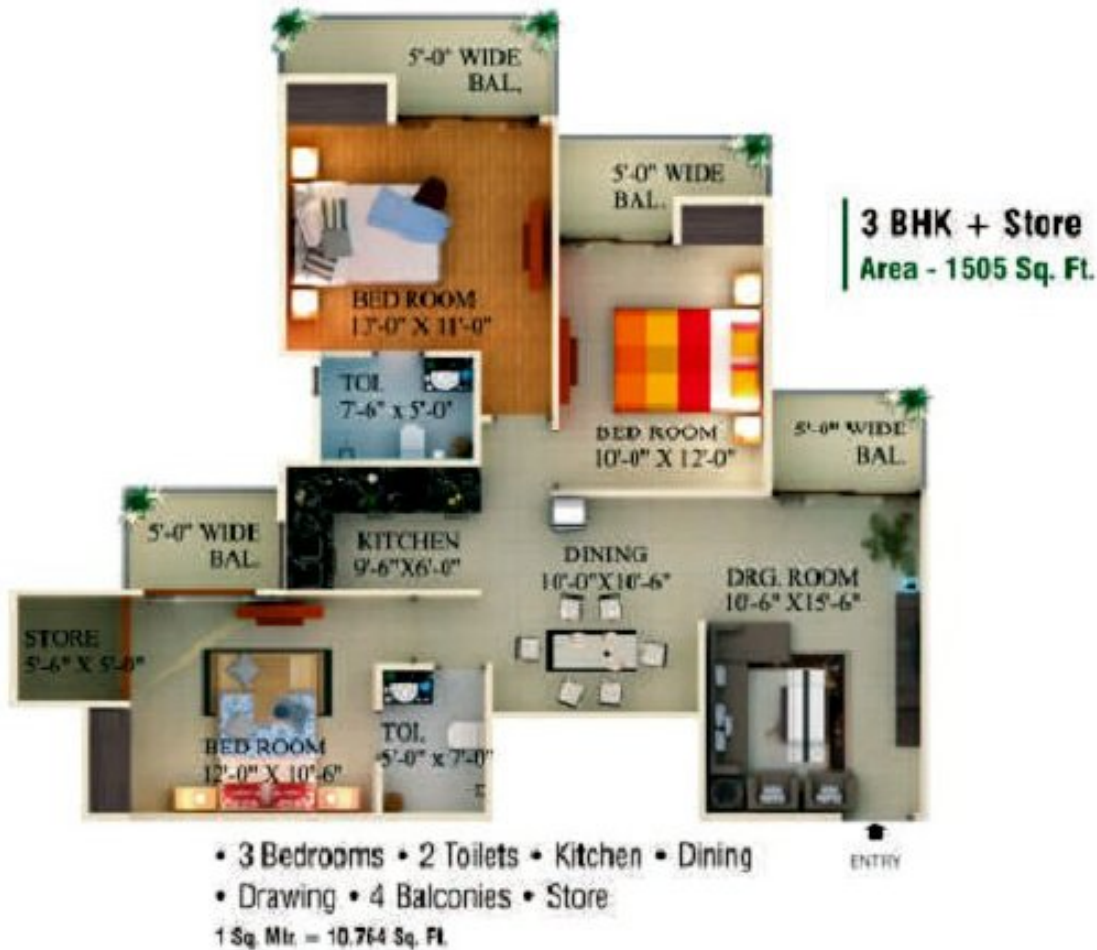 5'-0" WIDE
BAL,
5'-0" WIDE
BAL.
3 BHK + Store
Area - 1505 Sq. Ft.
BED ROOM
13'-0" X 11'-0"
TOI.
7'-6" x 5'-0"
BED ROOM
10'-0" X 12'-0"
5'-0" WIDE
BAL.
5'-0" WIDE
BAL.
KITCHEN
9'-6"X6'-0"
DINING
10'-0"X10'-6"
DRG. ROOM
10'-6" X15'-6"
STORE
5'-6" X 5'-0"
BED ROOM
12'-0" X 10'-6"
TOI.
5'-0" x 7'-0"
ENTRY
• 3 Bedrooms • 2 Toilets • Kitchen • Dining
• Drawing • 4 Balconies • Store
1 Sq. Mtr. = 10.764 Sq. Ft.